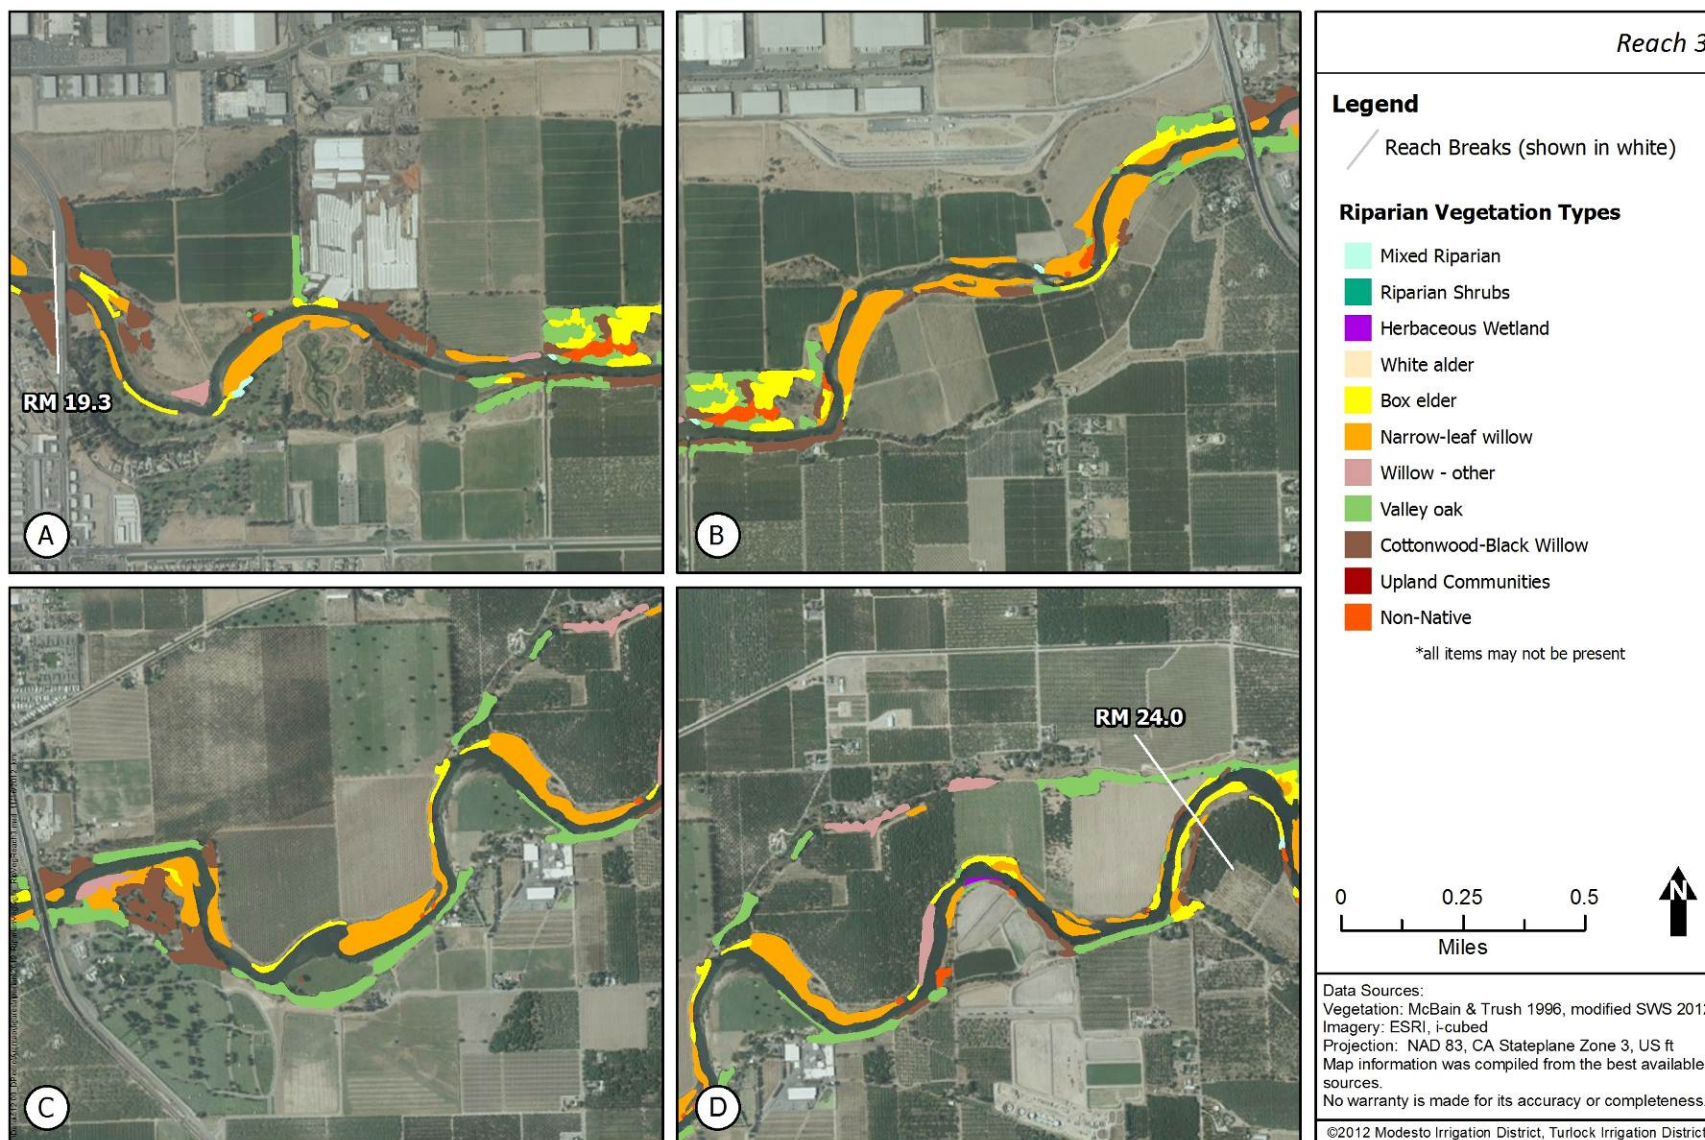 Reach 3
Legend
Reach Breaks (shown in white)
Riparian Vegetation Types
Mixed Riparian
Riparian Shrubs
Herbaceous Wetland
White alder
Box elder
Narrow-leaf willow
Willow - other
Valley oak
Cottonwood-Black Willow
Upland Communities
Non-Native
*all items may not be present
RM 19.3
A
B
C
RM 24.0
D
N
0 0.25 0.5
Miles
Data Sources:
Vegetation: McBain & Trush 1996, modified SWS 2012
Imagery: ESRI, i-cubed
Projection: NAD 83, CA Stateplane Zone 3, US ft
Map information was compiled from the best available
sources.
No warranty is made for its accuracy or completeness.
©2012 Modesto Irrigation District, Turlock Irrigation District